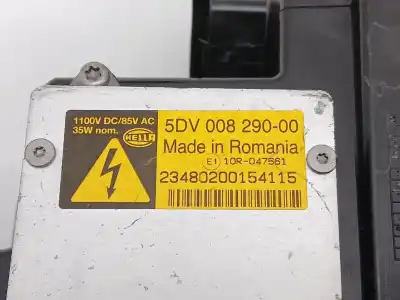 1100V DC/85V AC
35W nom.
HELLA
5DV 008 290-00
Made in Romania
E1 10R-047561
23480200154115